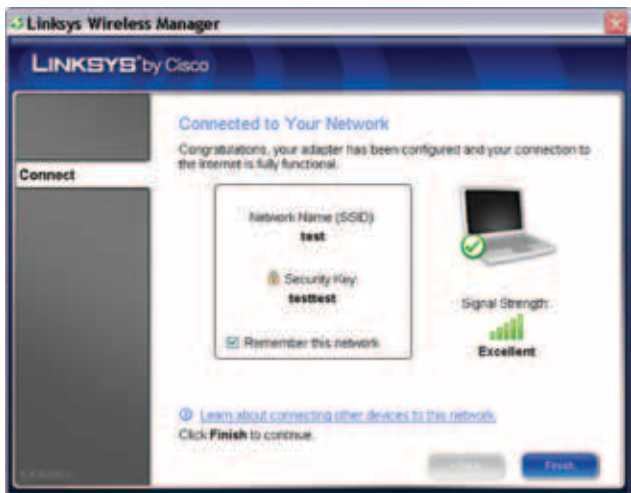 Linksys Wireless Manager
LINKSYS by Cisco
Connected to Your Network
Congratulations, your adapter has been configured and your connection to
the Internet is fully functional.
Connect
Network Name (SSID)
test
Security Key
testtest
Remember this network
Signal Strength:
Excellent
Learn about connecting other devices to this network.
Click Finish to continue.
Finish